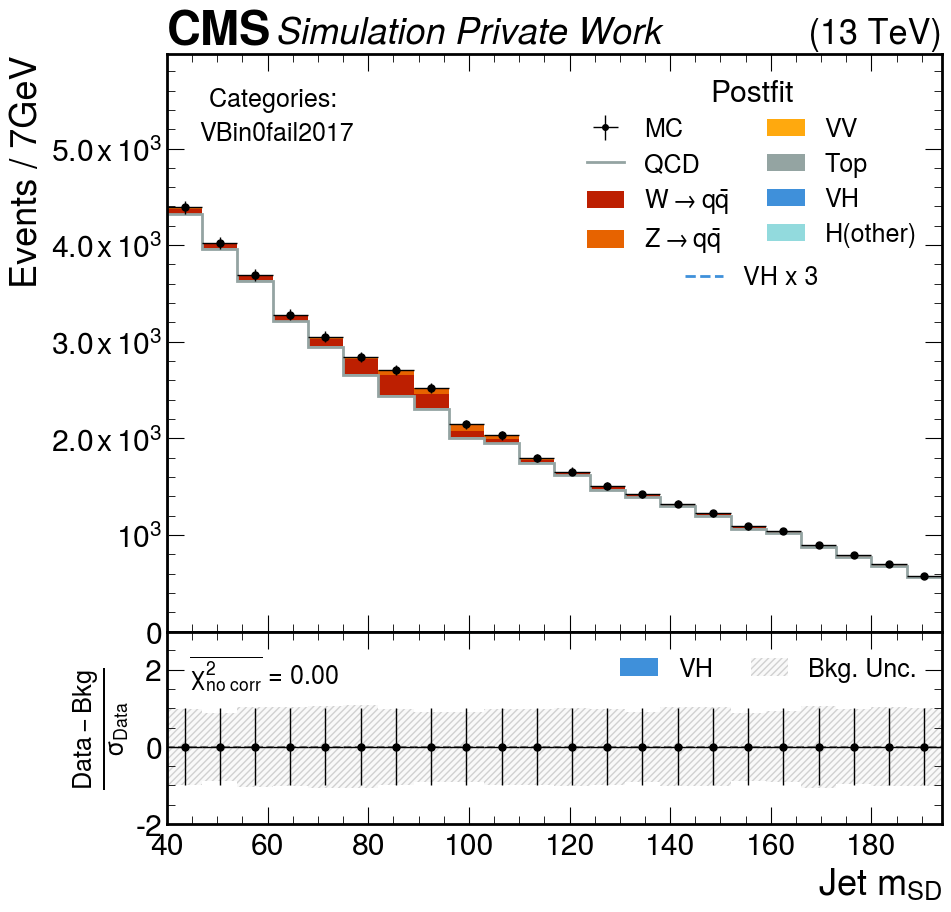 CMS Simulation Private Work (13 TeV)
Events / 7GeV
Categories:
VBin0fail2017
Postfit
MC
QCD
W → qq̄
Z → qq̄
VV
Top
VH
H(other)
VH x 3
5.0 x 10³
4.0 x 10³
3.0 x 10³
2.0 x 10³
10³
0
Data – Bkg
σData
χ²no corr = 0.00
VH
Bkg. Unc.
2
0
-2
40 60 80 100 120 140 160 180
Jet mSD